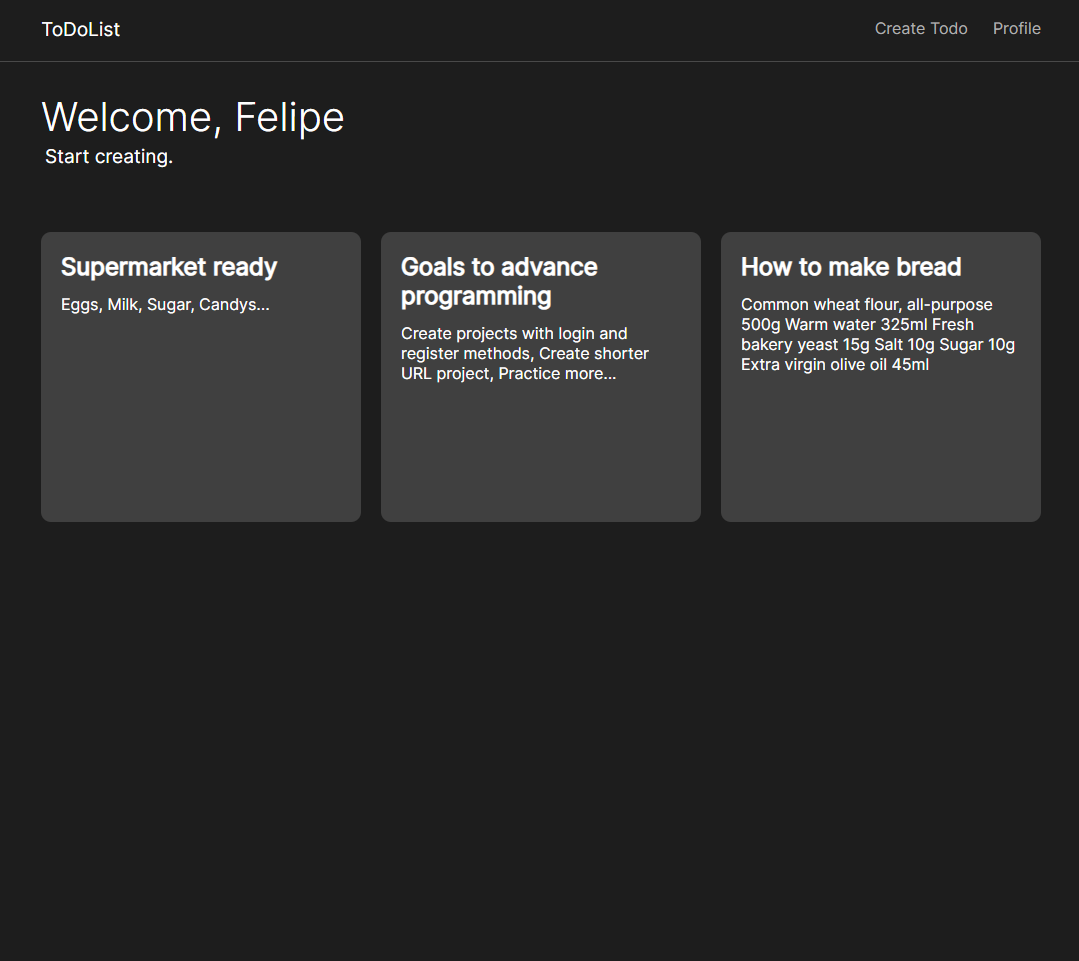 ToDoList
Create Todo
Profile
Welcome, Felipe
Start creating.
Supermarket ready
Eggs, Milk, Sugar, Candys...
Goals to advance
programming
Create projects with login and
register methods, Create shorter
URL project, Practice more...
How to make bread
Common wheat flour, all-purpose
500g Warm water 325ml Fresh
bakery yeast 15g Salt 10g Sugar 10g
Extra virgin olive oil 45ml